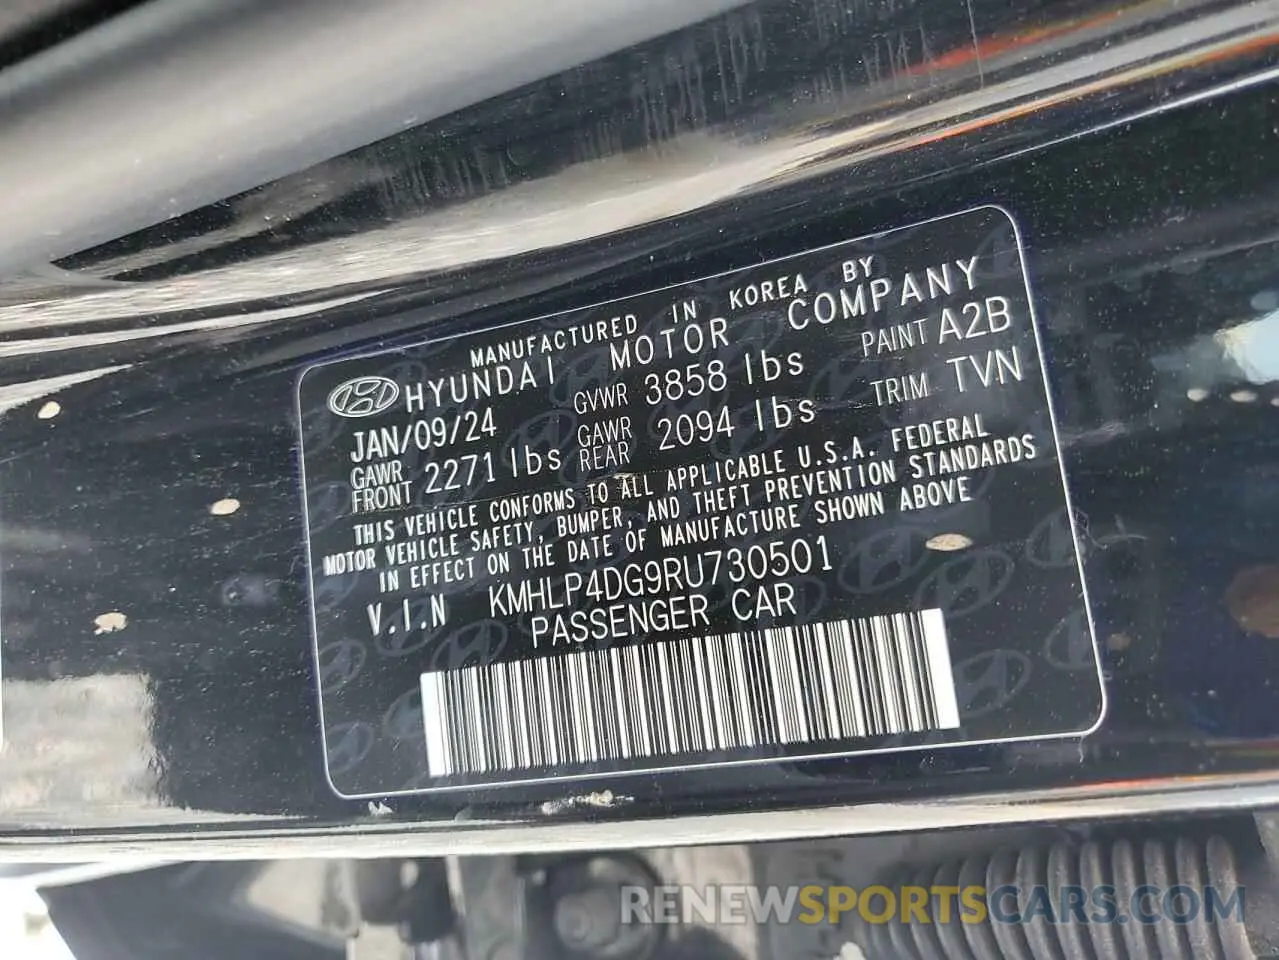 MANUFACTURED IN KOREA BY
HYUNDAI MOTOR COMPANY
JAN/09/24 GVWR 3858 lbs PAINT A2B
GAWR FRONT 2271 lbs GAWR REAR 2094 lbs TRIM TVN
THIS VEHICLE CONFORMS TO ALL APPLICABLE U.S.A. FEDERAL
MOTOR VEHICLE SAFETY, BUMPER, AND THEFT PREVENTION STANDARDS
IN EFFECT ON THE DATE OF MANUFACTURE SHOWN ABOVE
V.I.N KMHLP4DG9RU730501
PASSENGER CAR
RENEWSPORTSCARS.COM